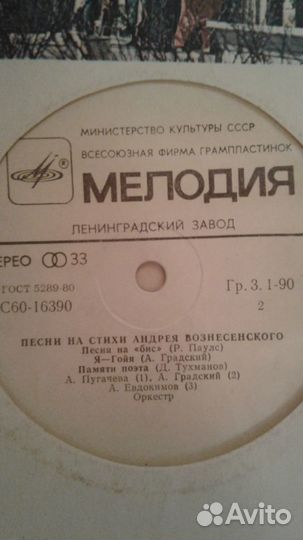 МИНИСТЕРСТВО КУЛЬТУРЫ СССР
ВСЕСОЮЗНАЯ ФИРМА ГРАМПЛАСТИНОК
®
МЕЛОДИЯ
ЛЕНИНГРАДСКИЙ ЗАВОД
ЕРЕО 33
ГОСТ 5289-80
Гр. 3. 1-90
С60-16390
2
ПЕСНИ НА СТИХИ АНДРЕЯ ВОЗНЕСЕНСКОГО
Песня на «бис» (Р. Паулс)
Я—Гойя (А. Градский)
Памяти поэта (Д. Тухманов)
А. Пугачева (1), А. Градский (2)
А. Евдокимов (3)
Оркестр
Avito